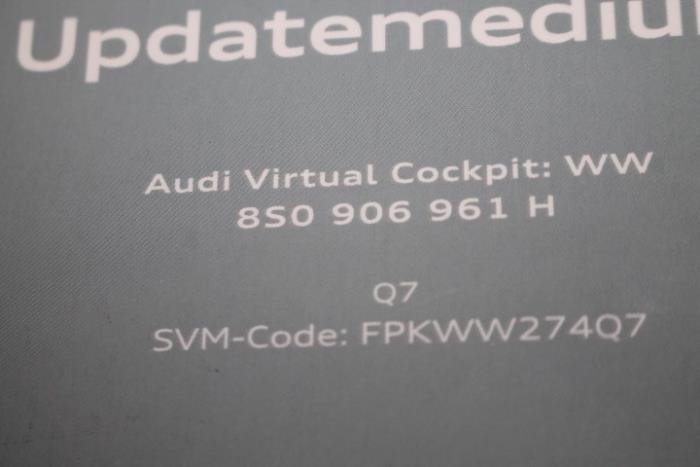 Updatemediu
Audi Virtual Cockpit: WW
8S0 906 961 H
Q7
SVM-Code: FPKWW274Q7